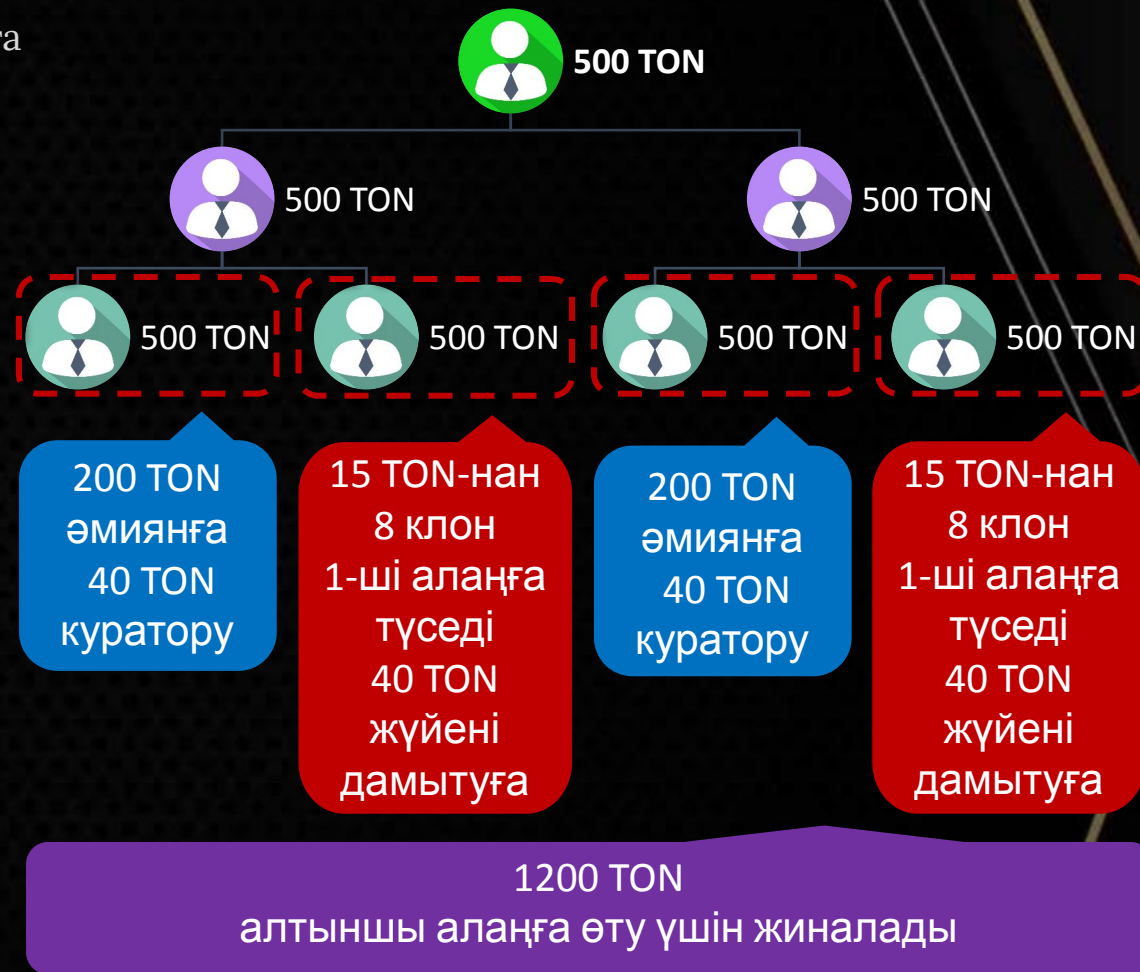 500 TON
500 TON
500 TON
500 TON
500 TON
500 TON
500 TON
200 TON
әмиянға
40 TON
куратору
15 TON-нан
8 клон
1-ші алаңға
түседі
40 TON
жүйені
дамытуға
200 TON
әмиянға
40 TON
куратору
15 TON-нан
8 клон
1-ші алаңға
түседі
40 TON
жүйені
дамытуға
1200 TON
алтыншы алаңға өту үшін жиналады